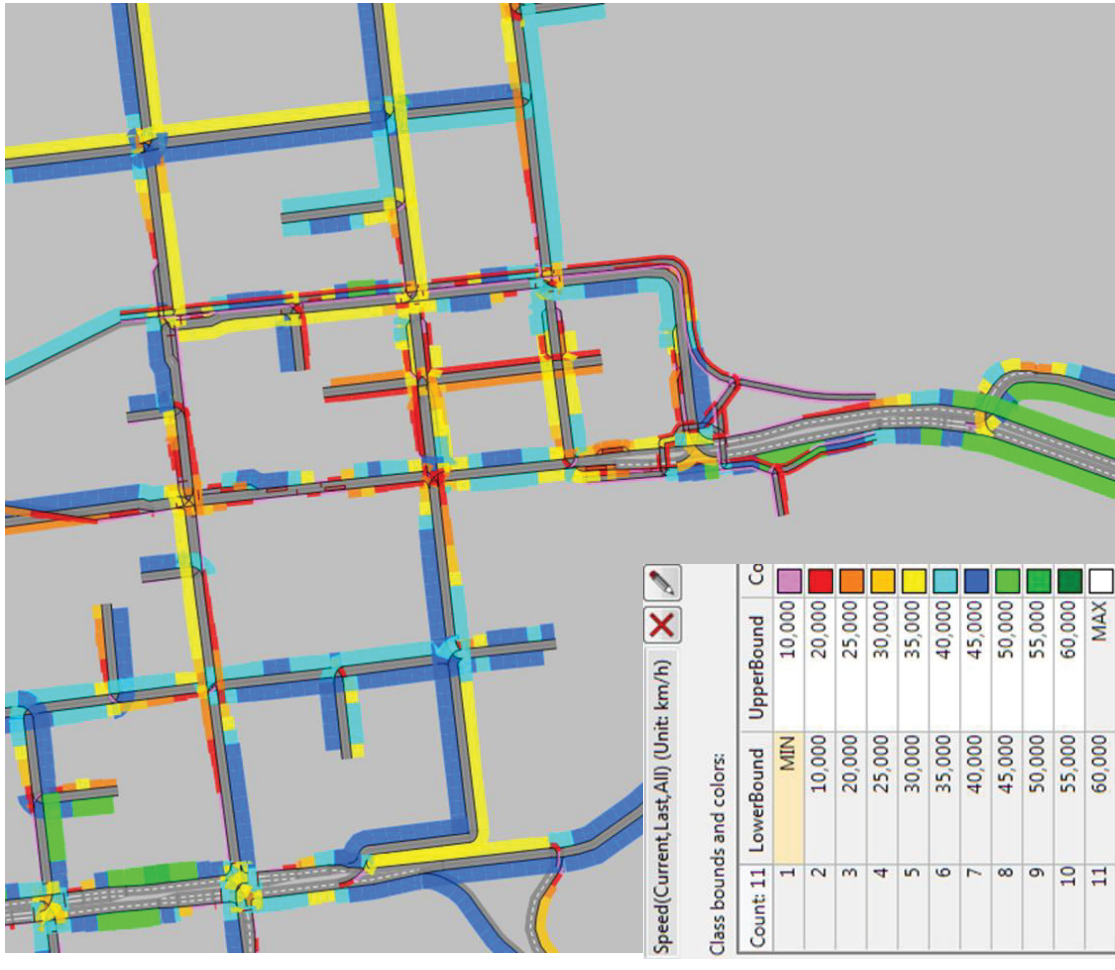 Speed(Current,Last,All) (Unit: km/h)
Class bounds and colors:
Count: 11 LowerBound UpperBound Co
1 MIN 10,000
2 10,000 20,000
3 20,000 25,000
4 25,000 30,000
5 30,000 35,000
6 35,000 40,000
7 40,000 45,000
8 45,000 50,000
9 50,000 55,000
10 55,000 60,000
11 60,000 MAX